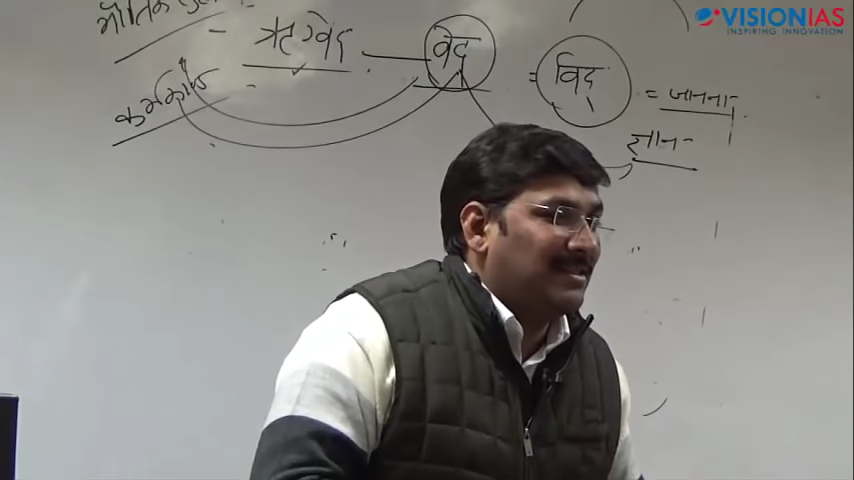 भौतिक
- ऋग्वेद — वेद = विद् = जानना -
कर्मकाण्ड -
ज्ञान -
VISIONIAS
INSPIRING INNOVATION